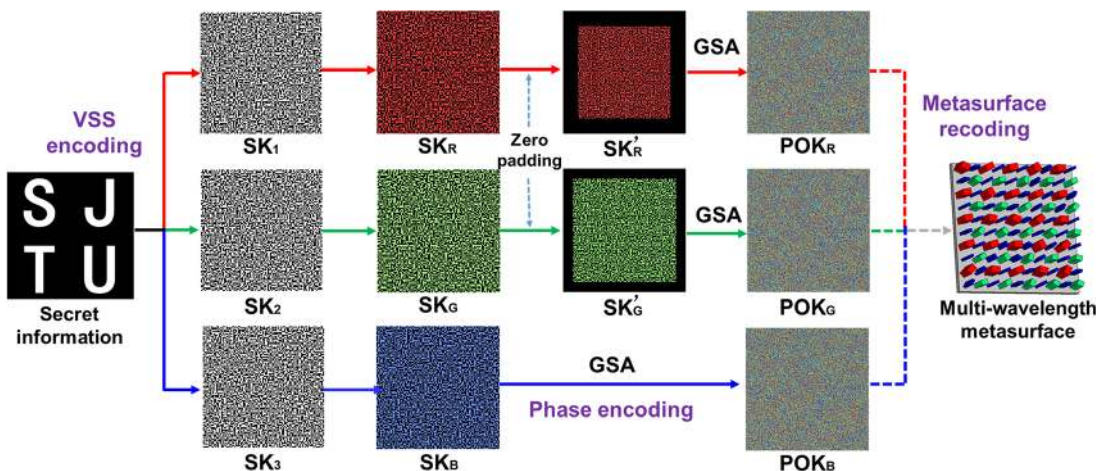 GSA
VSS
encoding
SK1
SKR
Zero
padding
SK'R
POKR
Metasurface
recoding
S J
T U
Secret
information
SK2
SKG
GSA
SK'G
POKG
Multi-wavelength
metasurface
SK3
SKB
GSA
Phase encoding
POKB